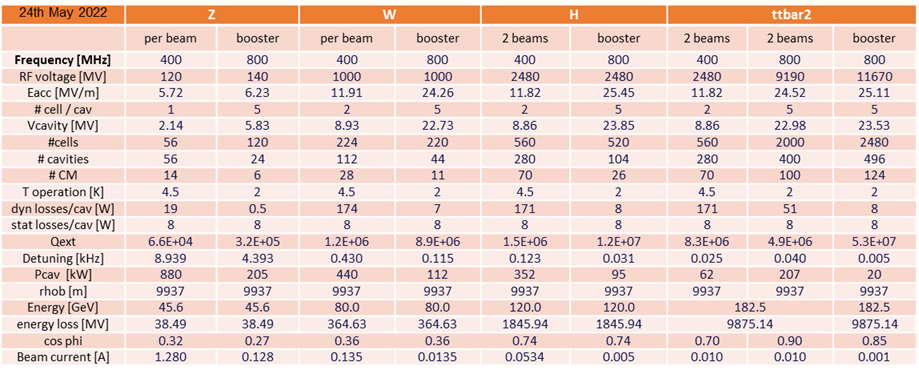 24th May 2022 Z W H ttbar2
per beam booster per beam booster 2 beams booster 2 beams 2 beams booster
Frequency [MHz] 400 800 400 800 400 800 400 800 800
RF voltage [MV] 120 140 1000 1000 2480 2480 2480 9190 11670
Eacc [MV/m] 5.72 6.23 11.91 24.26 11.82 25.45 11.82 24.52 25.11
# cell / cav 1 5 2 5 2 5 2 5 5
Vcavity [MV] 2.14 5.83 8.93 22.73 8.86 23.85 8.86 22.98 23.53
#cells 56 120 224 220 560 520 560 2000 2480
# cavities 56 24 112 44 280 104 280 400 496
# CM 14 6 28 11 70 26 70 100 124
T operation [K] 4.5 2 4.5 2 4.5 2 4.5 2 2
dyn losses/cav [W] 19 0.5 174 7 171 8 171 51 8
stat losses/cav [W] 8 8 8 8 8 8 8 8 8
Qext 6.6E+04 3.2E+05 1.2E+06 8.9E+06 1.5E+06 1.2E+07 8.3E+06 4.9E+06 5.3E+07
Detuning [kHz] 8.939 4.393 0.430 0.115 0.123 0.031 0.025 0.040 0.005
Pcav [kW] 880 205 440 112 352 95 62 207 20
rhob [m] 9937 9937 9937 9937 9937 9937 9937 9937 9937
Energy [GeV] 45.6 45.6 80.0 80.0 120.0 120.0 182.5 182.5
energy loss [MV] 38.49 38.49 364.63 364.63 1845.94 1845.94 9875.14 9875.14
cos phi 0.32 0.27 0.36 0.36 0.74 0.74 0.70 0.90 0.85
Beam current [A] 1.280 0.128 0.135 0.0135 0.0534 0.005 0.010 0.010 0.001